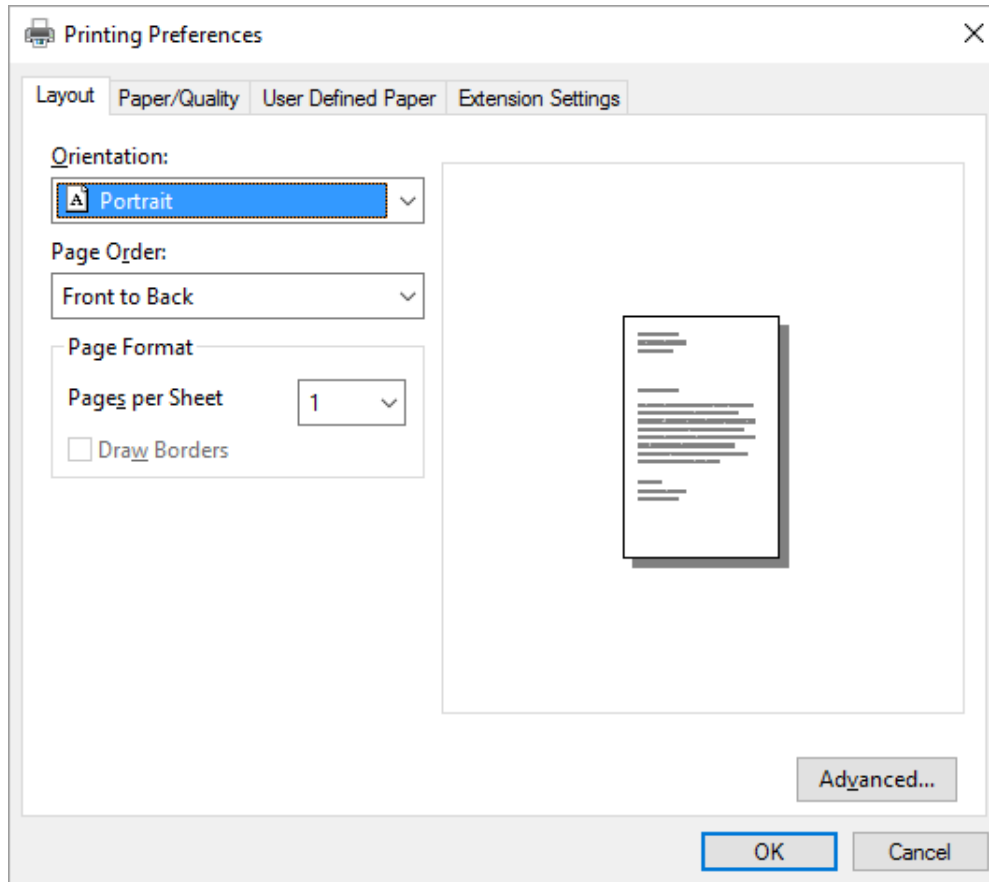 Printing Preferences
Layout Paper/Quality User Defined Paper Extension Settings
Orientation:
A Portrait
Page Order:
Front to Back
Page Format
Pages per Sheet 1
Draw Borders
Advanced...
OK Cancel